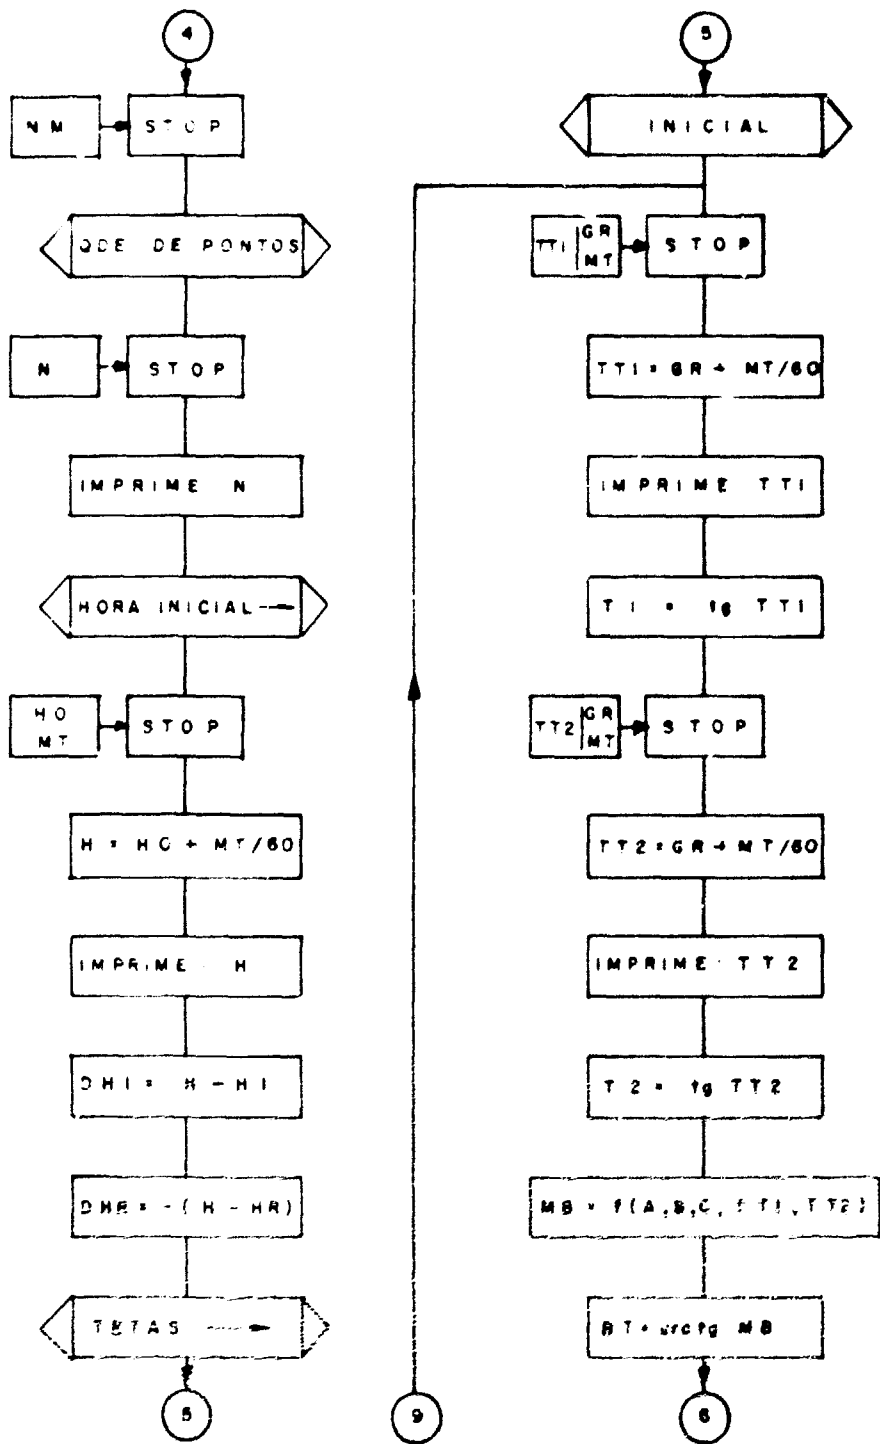 4
NM
STOP
QDE DE PONTOS
N
STOP
IMPRIME N
HORA INICIAL →
HO
MT
STOP
H = HO + MT/60
IMPRIME H
DHI = H - HI
DHR = -(H - HR)
TETAS →
5
9
5
INICIAL
TT1 GR
MT
STOP
TT1 = GR + MT/60
IMPRIME TT1
T1 = tg TT1
TT2 GR
MT
STOP
TT2 = GR + MT/60
IMPRIME TT2
T2 = tg TT2
MB = f(A,B,C, TT1, TT2)
BT = arctg MB
6